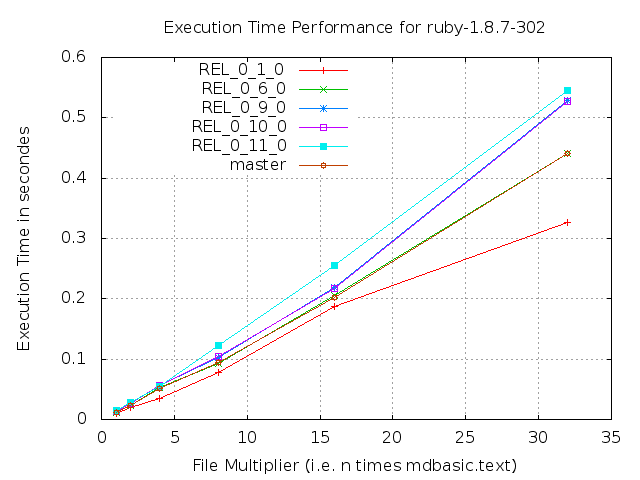 Execution Time Performance for ruby-1.8.7-302
0.6
0.5
0.4
0.3
0.2
0.1
0
Execution Time in secondes
REL_0_1_0
REL_0_6_0
REL_0_9_0
REL_0_10_0
REL_0_11_0
master
0 5 10 15 20 25 30 35
File Multiplier (i.e. n times mdbasic.text)